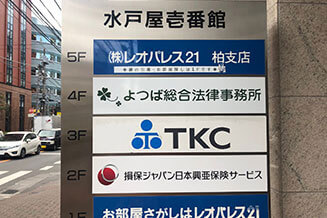 水戸屋壱番館
5F
㈱レオパレス21 柏支店
4F
よつば総合法律事務所
3F
TKC
2F
損保ジャパン日本興亜保険サービス
1F
お部屋さがしはレオパレス21